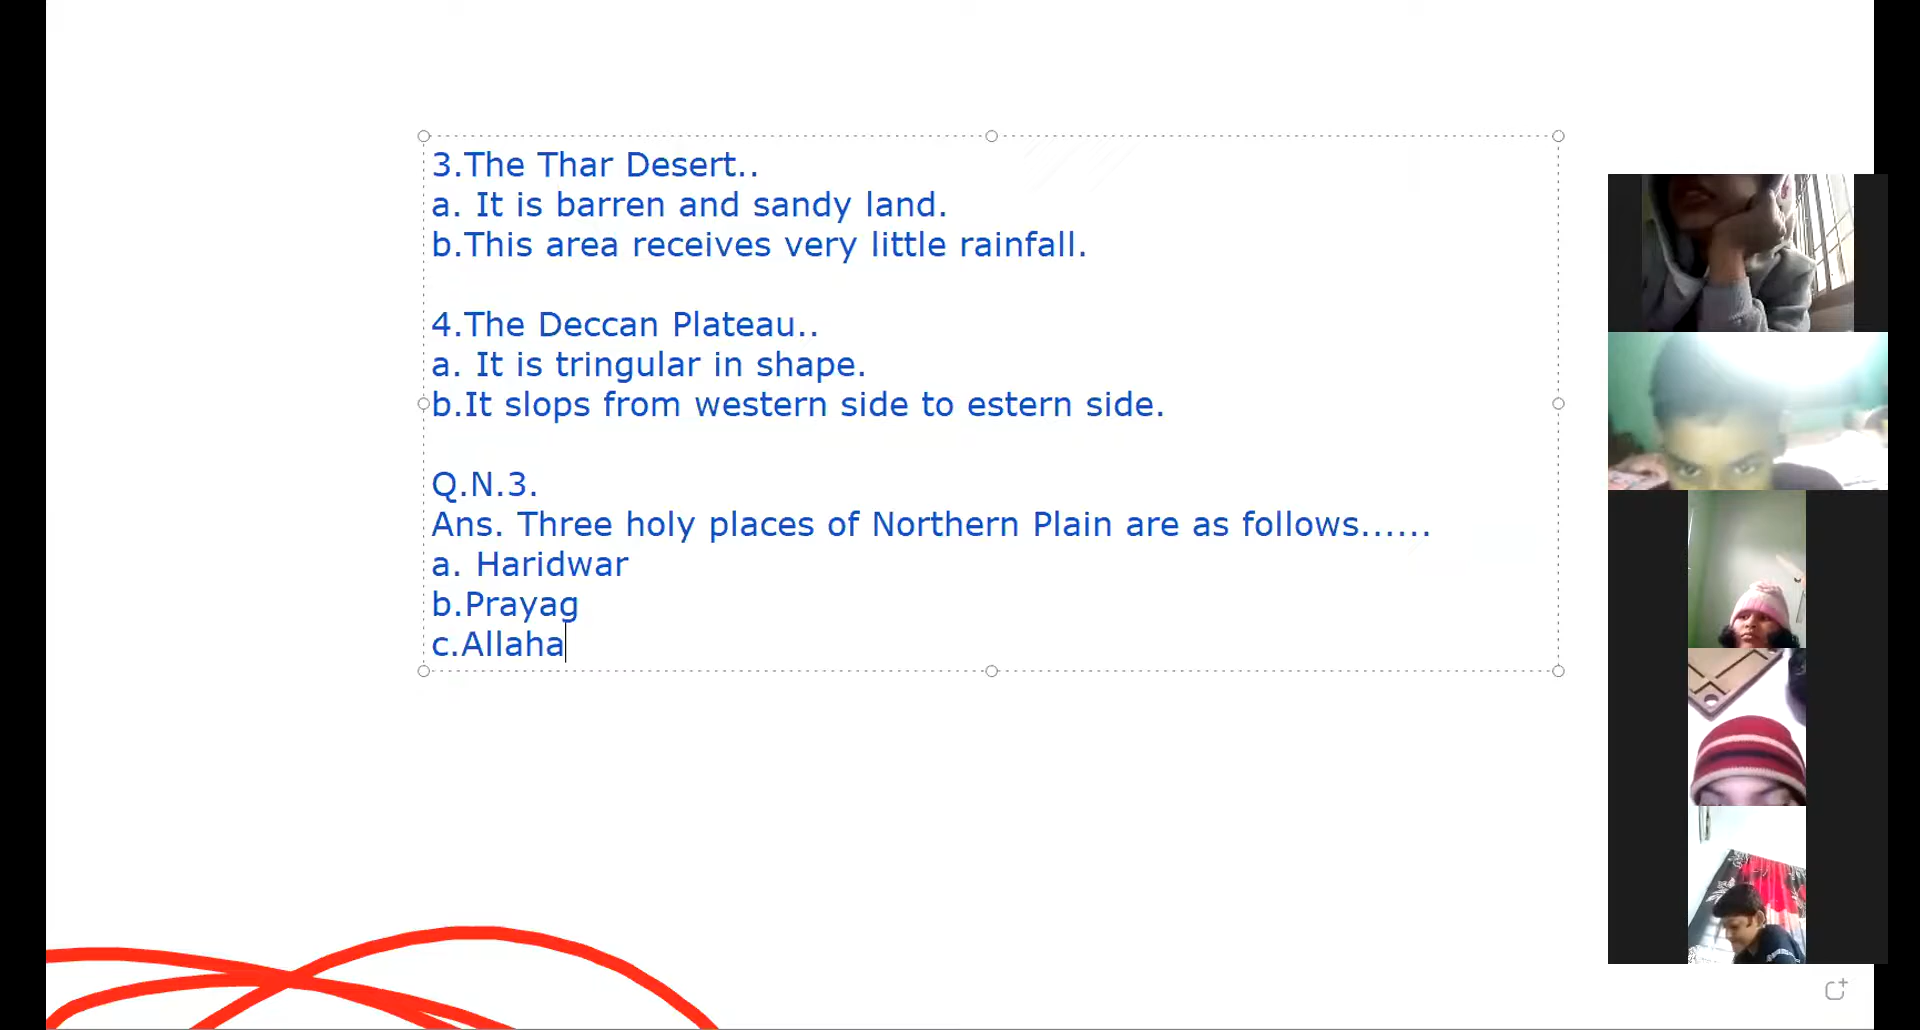 3.The Thar Desert..
a. It is barren and sandy land.
b.This area receives very little rainfall.
4.The Deccan Plateau..
a. It is tringular in shape.
b.It slops from western side to estern side.
Q.N.3.
Ans. Three holy places of Northern Plain are as follows......
a. Haridwar
b.Prayag
c.Allaha